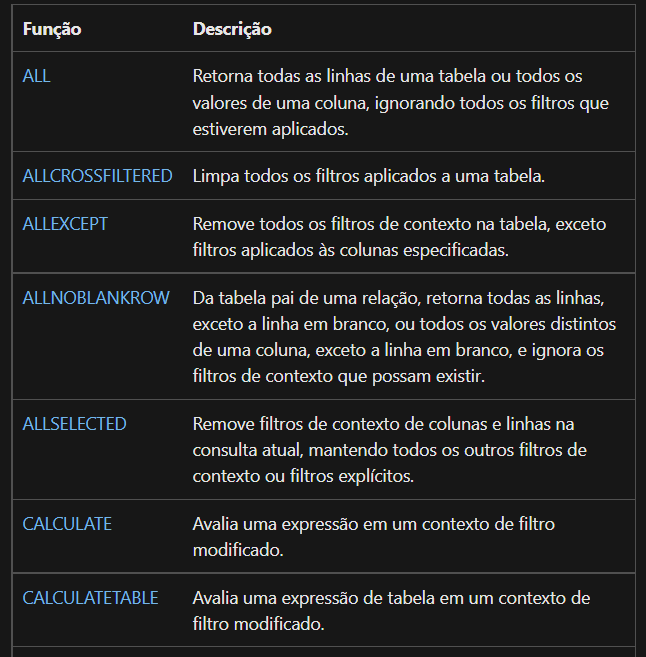 Função Descrição
ALL Retorna todas as linhas de uma tabela ou todos os
valores de uma coluna, ignorando todos os filtros que
estiverem aplicados.
ALLCROSSFILTERED Limpa todos os filtros aplicados a uma tabela.
ALLEXCEPT Remove todos os filtros de contexto na tabela, exceto
filtros aplicados às colunas especificadas.
ALLNOBLANKROW Da tabela pai de uma relação, retorna todas as linhas,
exceto a linha em branco, ou todos os valores distintos
de uma coluna, exceto a linha em branco, e ignora os
filtros de contexto que possam existir.
ALLSELECTED Remove filtros de contexto de colunas e linhas na
consulta atual, mantendo todos os outros filtros de
contexto ou filtros explícitos.
CALCULATE Avalia uma expressão em um contexto de filtro
modificado.
CALCULATETABLE Avalia uma expressão de tabela em um contexto de
filtro modificado.